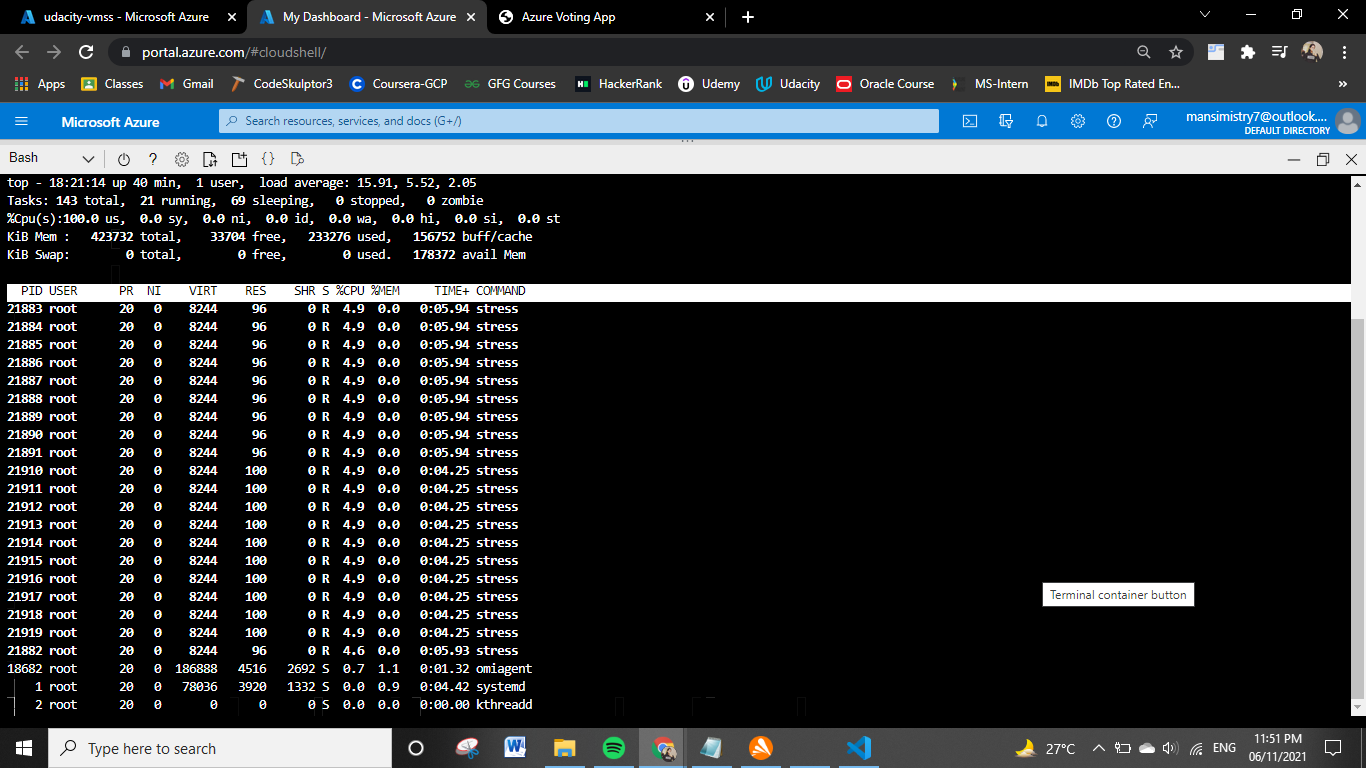 udacity-vmss - Microsoft Azure
My Dashboard - Microsoft Azure
Azure Voting App
portal.azure.com/#cloudshell/
Apps Classes Gmail CodeSkulptor3 Coursera-GCP GFG Courses HackerRank Udemy Udacity Oracle Course MS-Intern IMDb Top Rated En...
Microsoft Azure
Search resources, services, and docs (G+/)
mansimistry7@outlook....
DEFAULT DIRECTORY
Bash
top - 18:21:14 up 40 min, 1 user, load average: 15.91, 5.52, 2.05
Tasks: 143 total, 21 running, 69 sleeping, 0 stopped, 0 zombie
%Cpu(s):100.0 us, 0.0 sy, 0.0 ni, 0.0 id, 0.0 wa, 0.0 hi, 0.0 si, 0.0 st
KiB Mem : 423732 total, 33704 free, 233276 used, 156752 buff/cache
KiB Swap: 0 total, 0 free, 0 used. 178372 avail Mem
PID USER PR NI VIRT RES SHR S %CPU %MEM TIME+ COMMAND
21883 root 20 0 8244 96 0 R 4.9 0.0 0:05.94 stress
21884 root 20 0 8244 96 0 R 4.9 0.0 0:05.94 stress
21885 root 20 0 8244 96 0 R 4.9 0.0 0:05.94 stress
21886 root 20 0 8244 96 0 R 4.9 0.0 0:05.94 stress
21887 root 20 0 8244 96 0 R 4.9 0.0 0:05.94 stress
21888 root 20 0 8244 96 0 R 4.9 0.0 0:05.94 stress
21889 root 20 0 8244 96 0 R 4.9 0.0 0:05.94 stress
21890 root 20 0 8244 96 0 R 4.9 0.0 0:05.94 stress
21891 root 20 0 8244 96 0 R 4.9 0.0 0:05.94 stress
21910 root 20 0 8244 100 0 R 4.9 0.0 0:04.25 stress
21911 root 20 0 8244 100 0 R 4.9 0.0 0:04.25 stress
21912 root 20 0 8244 100 0 R 4.9 0.0 0:04.25 stress
21913 root 20 0 8244 100 0 R 4.9 0.0 0:04.25 stress
21914 root 20 0 8244 100 0 R 4.9 0.0 0:04.25 stress
21915 root 20 0 8244 100 0 R 4.9 0.0 0:04.25 stress
21916 root 20 0 8244 100 0 R 4.9 0.0 0:04.25 stress
21917 root 20 0 8244 100 0 R 4.9 0.0 0:04.25 stress
21918 root 20 0 8244 100 0 R 4.9 0.0 0:04.25 stress
21919 root 20 0 8244 100 0 R 4.9 0.0 0:04.25 stress
21882 root 20 0 8244 96 0 R 4.6 0.0 0:05.93 stress
18682 root 20 0 186888 4516 2692 S 0.7 1.1 0:01.32 omiagent
1 root 20 0 78036 3920 1332 S 0.0 0.9 0:04.42 systemd
2 root 20 0 0 0 0 S 0.0 0.0 0:00.00 kthreadd
Terminal container button
Type here to search
27°C
ENG
11:51 PM
06/11/2021